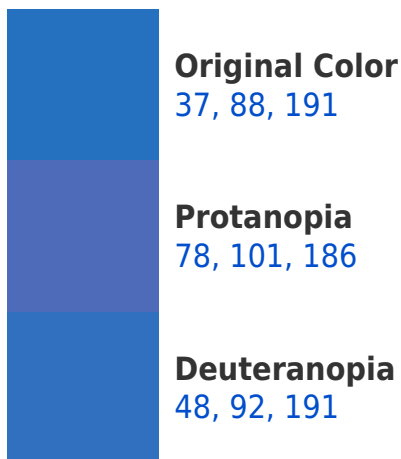 Original Color
37, 88, 191
Protanopia
78, 101, 186
Deuteranopia
48, 92, 191